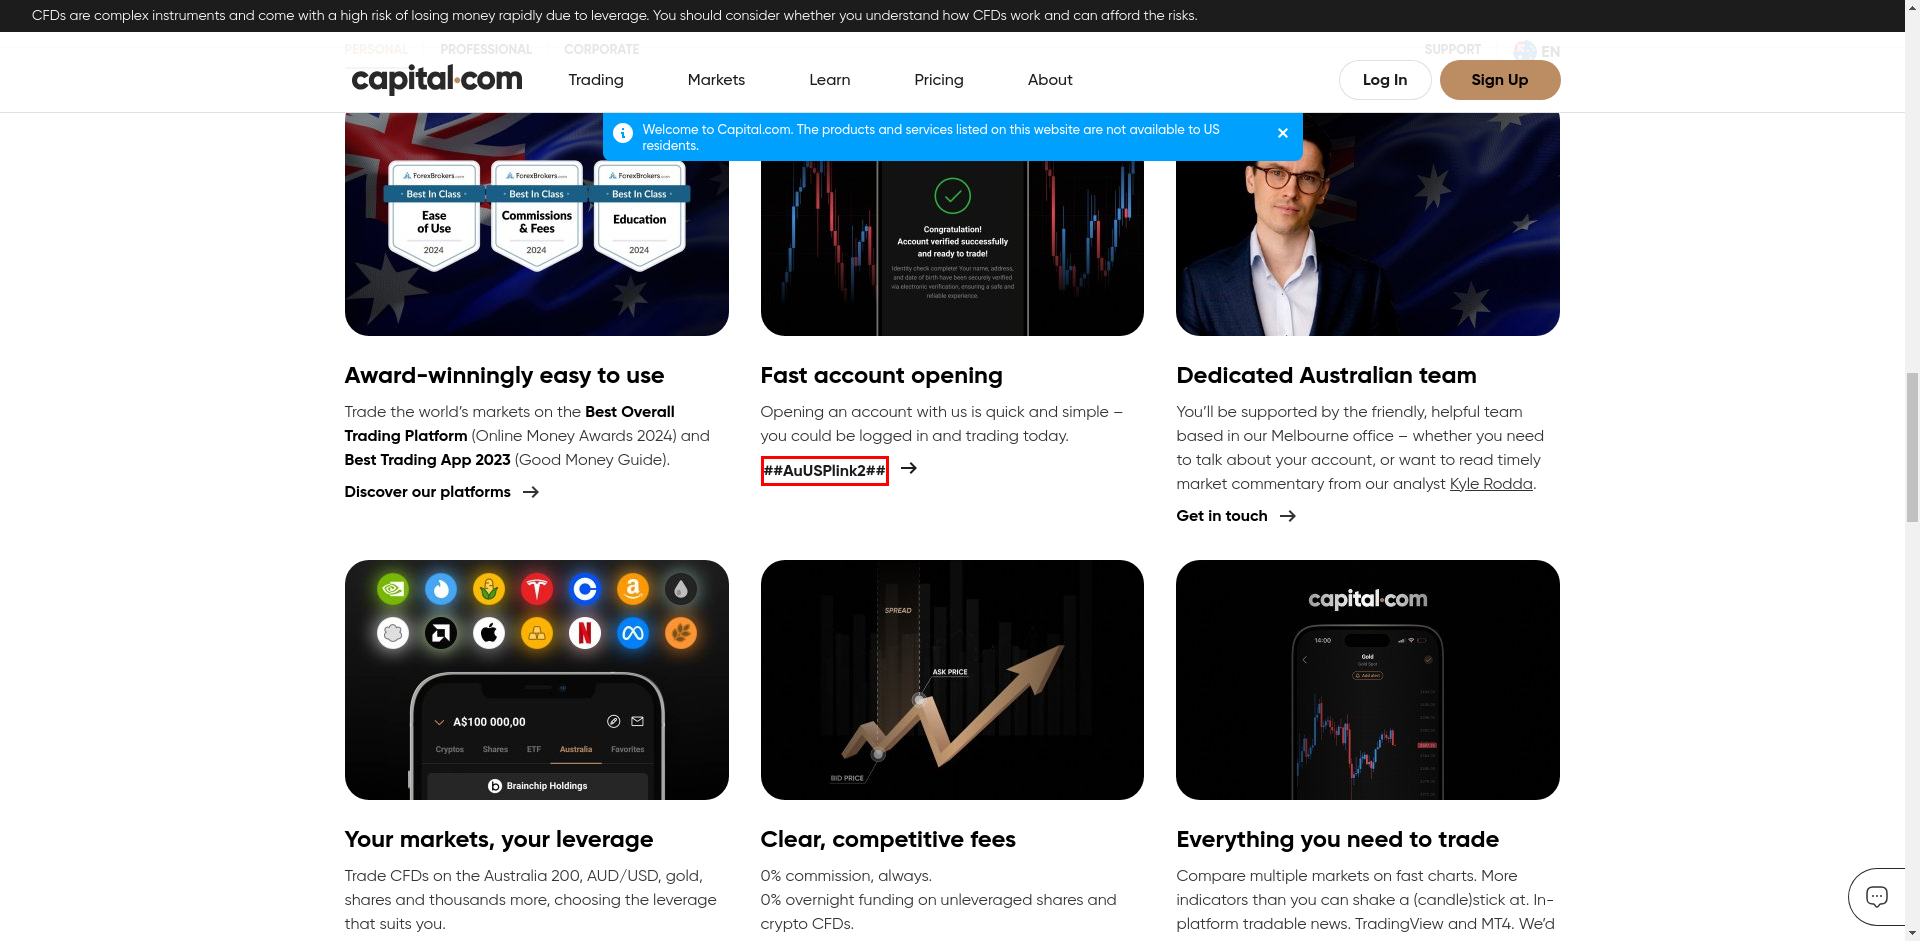 CFDs are complex instruments and come with a high risk of losing money rapidly due to leverage. You should consider whether you understand how CFDs work and can afford the risks.
PERSONAL PROFESSIONAL CORPORATE SUPPORT EN
capital.com Trading Markets Learn Pricing About Log In Sign Up
Welcome to Capital.com. The products and services listed on this website are not available to US
residents.
ForexBrokers.com ForexBrokers.com ForexBrokers.com
Best In Class Best In Class Best In Class
Ease
of Use
2024
Commissions
& Fees
2024
Education
2024
Congratulation!
Account verified successfully
and ready to trade!
Identity check complete! Your name, address,
and date of birth have been securely verified
via electronic verification, ensuring a safe and
reliable experience.
Award-winningly easy to use
Trade the world’s markets on the Best Overall
Trading Platform (Online Money Awards 2024) and
Best Trading App 2023 (Good Money Guide).
Discover our platforms
Fast account opening
Opening an account with us is quick and simple –
you could be logged in and trading today.
##AuUSPlink2##
Dedicated Australian team
You’ll be supported by the friendly, helpful team
based in our Melbourne office – whether you need
to talk about your account, or want to read timely
market commentary from our analyst Kyle Rodda.
Get in touch
A$100 000,00
Cryptos Shares ETF Australia Favorites
Brainchip Holdings
SPREAD
ASK PRICE
BID PRICE
capital.com
14:00
Gold
Gold Spot
Add alert
Your markets, your leverage
Trade CFDs on the Australia 200, AUD/USD, gold,
shares and thousands more, choosing the leverage
that suits you.
Clear, competitive fees
0% commission, always.
0% overnight funding on unleveraged shares and
crypto CFDs.
Everything you need to trade
Compare multiple markets on fast charts. More
indicators than you can shake a (candle)stick at. In-
platform tradable news. TradingView and MT4. We’d